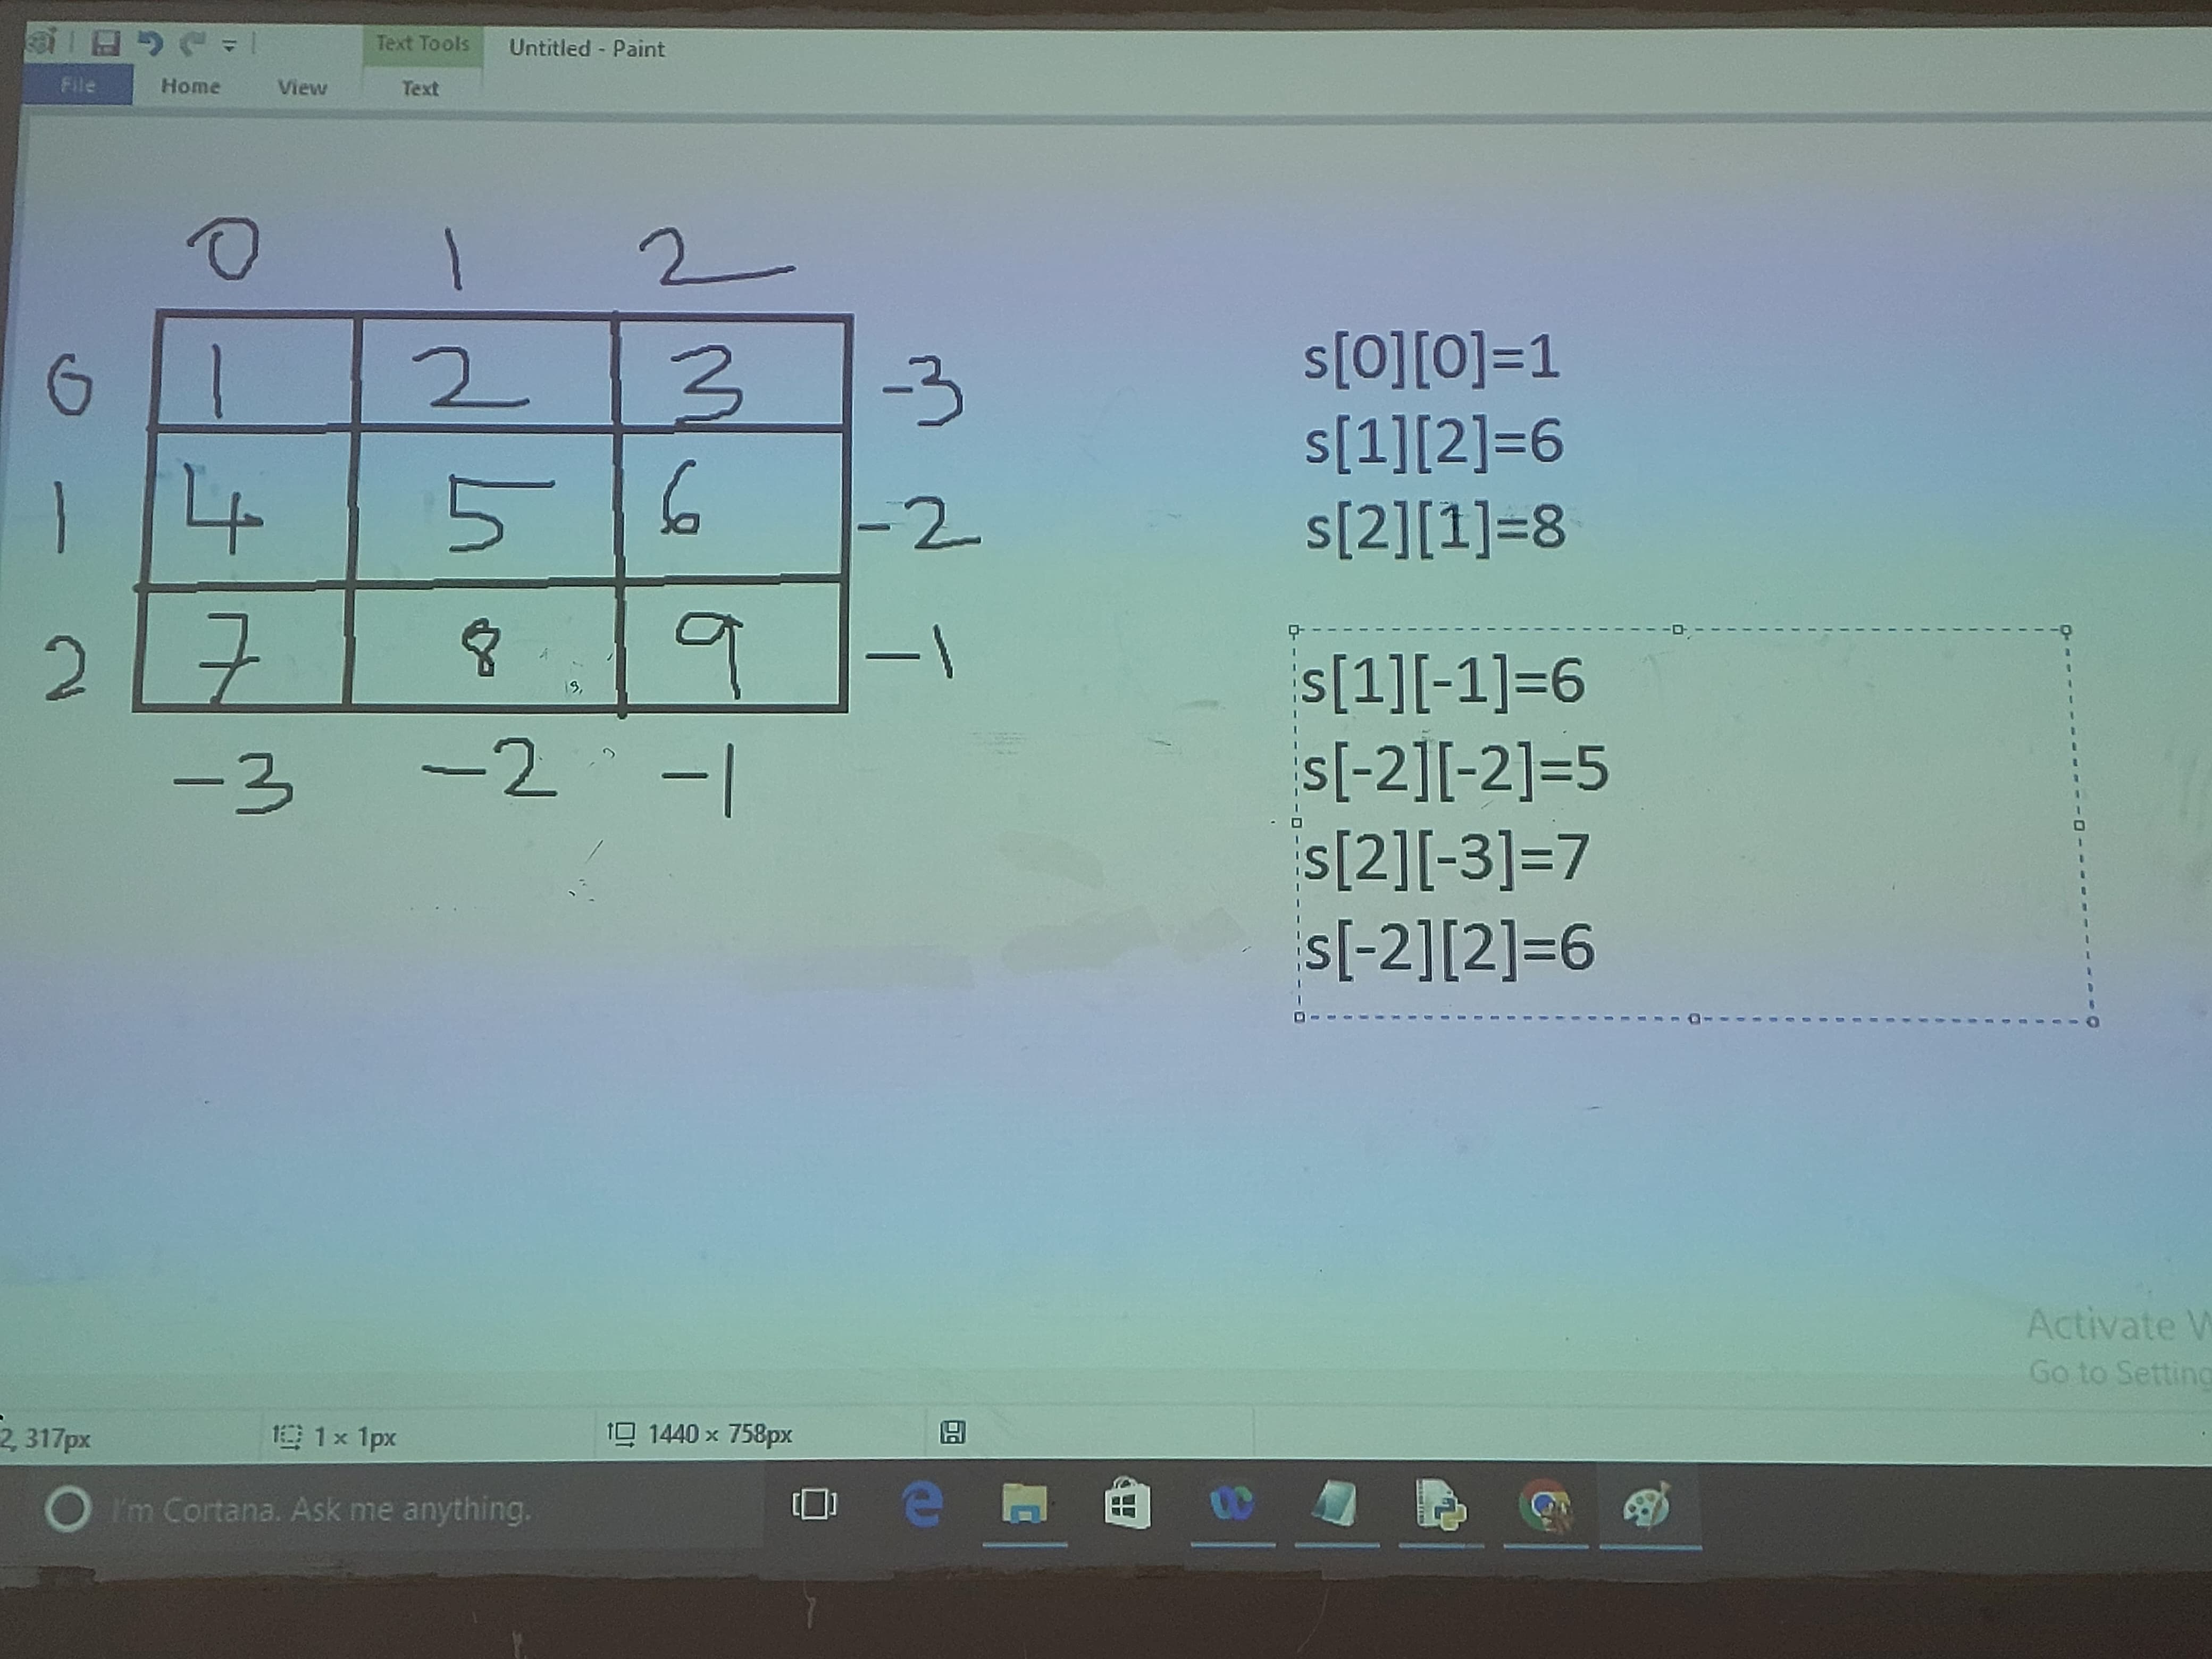 Text Tools Untitled - Paint
File Home View Text
0 1 2
0 1 2 3 -3
1 4 5 6 -2
2 7 8 9 -1
-3 -2 -1
s[0][0]=1
s[1][2]=6
s[2][1]=8
s[1][-1]=6
s[-2][-2]=5
s[2][-3]=7
s[-2][2]=6
Activate W
Go to Setting
2, 317px 1 × 1px 1440 × 758px
I'm Cortana. Ask me anything.